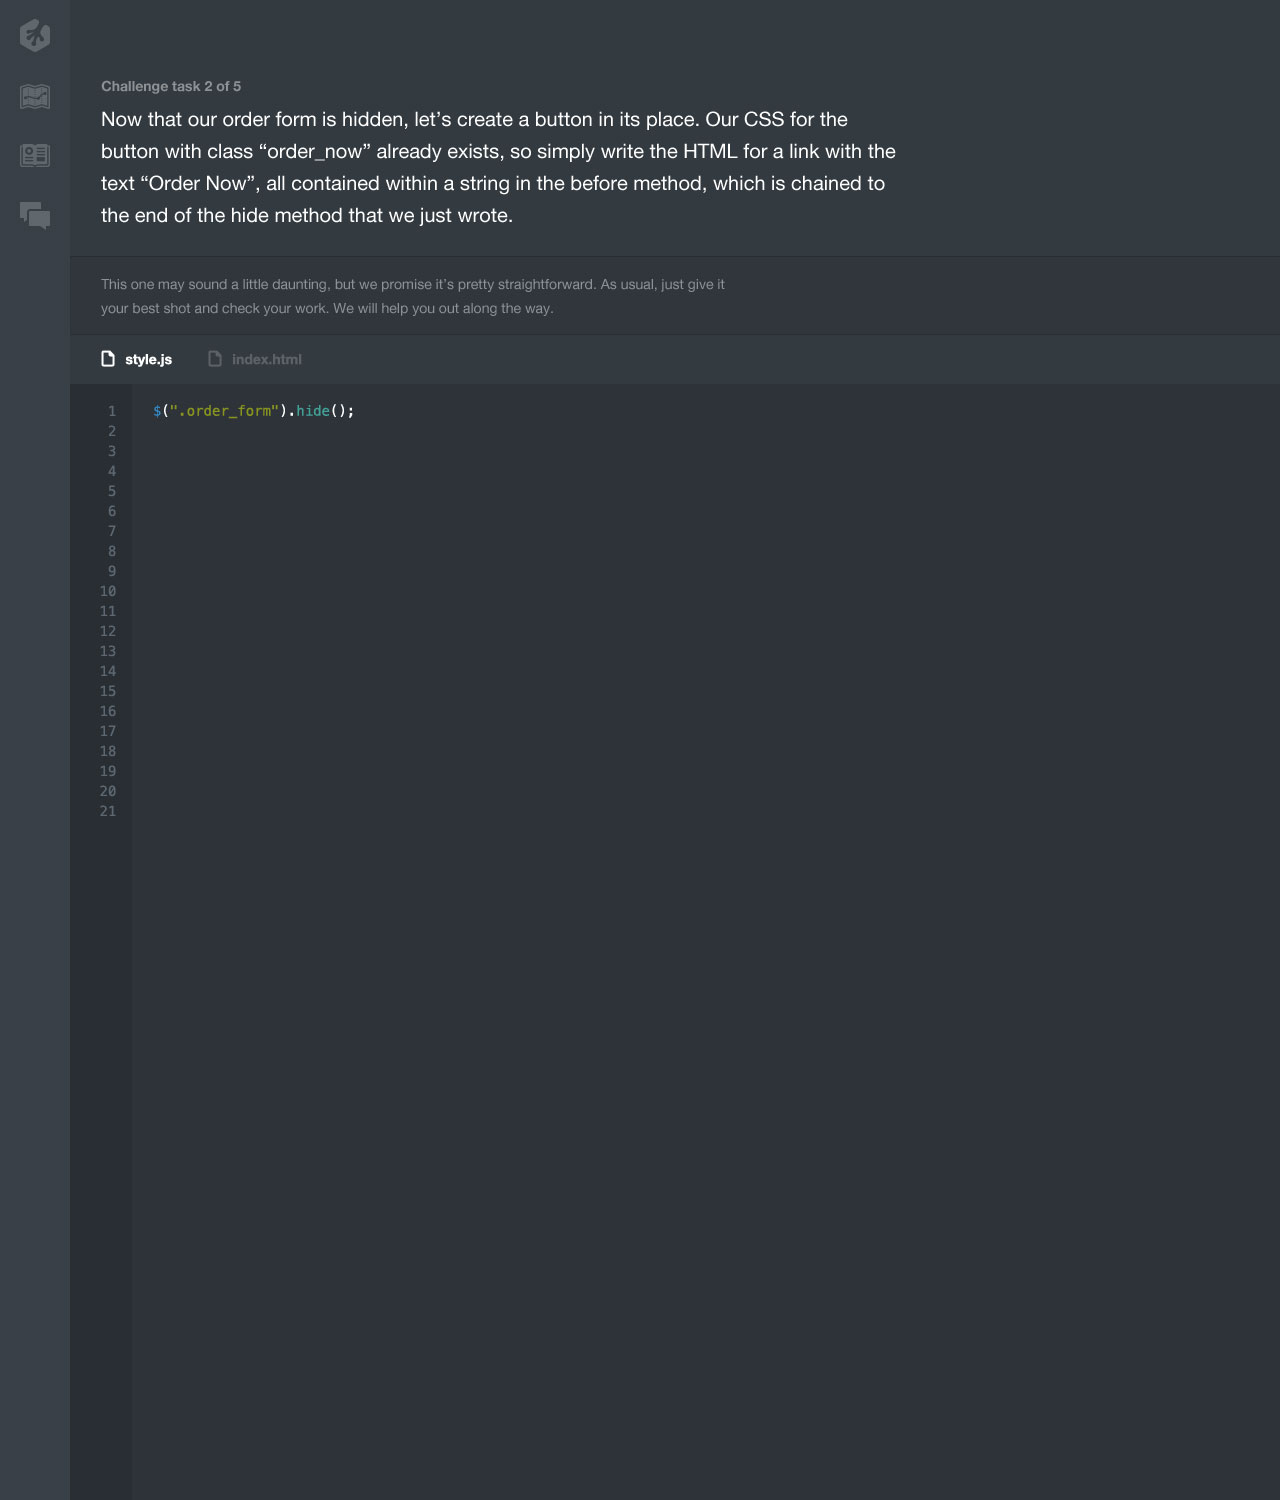 Challenge task 2 of 5
Now that our order form is hidden, let’s create a button in its place. Our CSS for the
button with class “order_now” already exists, so simply write the HTML for a link with the
text “Order Now”, all contained within a string in the before method, which is chained to
the end of the hide method that we just wrote.
This one may sound a little daunting, but we promise it’s pretty straightforward. As usual, just give it
your best shot and check your work. We will help you out along the way.
style.js index.html
1 $(".order_form").hide();
2
3
4
5
6
7
8
9
10
11
12
13
14
15
16
17
18
19
20
21